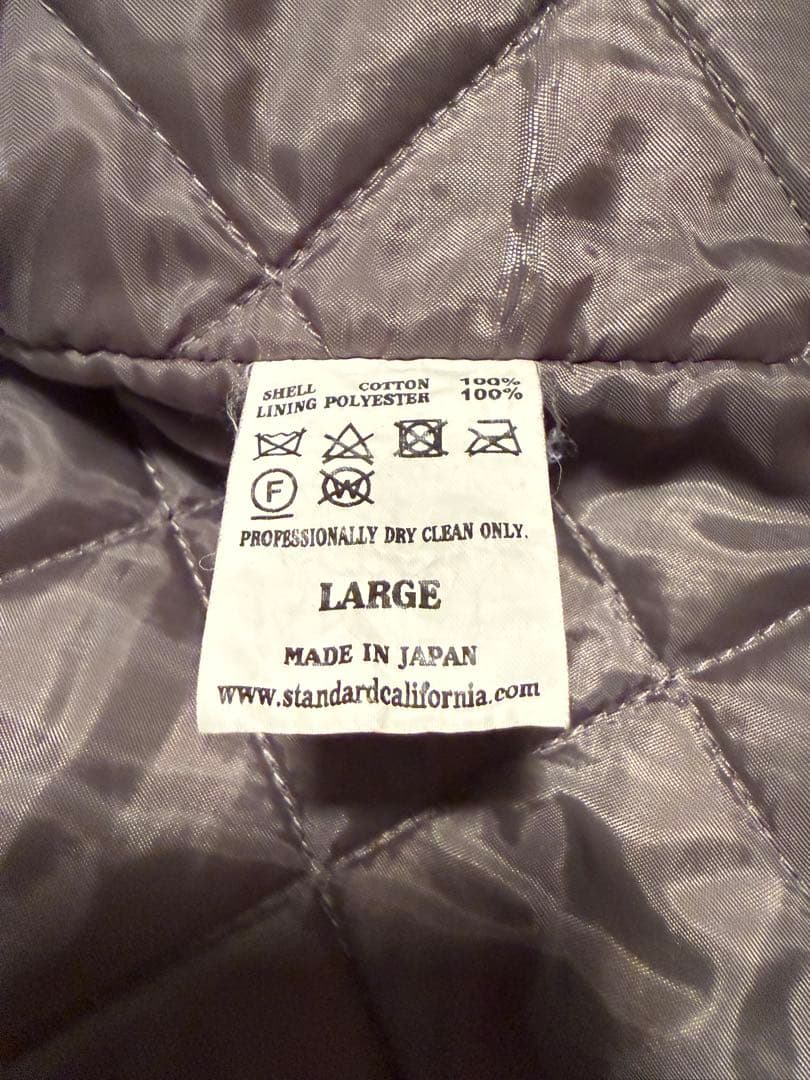 SHELL COTTON 100%
LINING POLYESTER 100%
F W
PROFESSIONALLY DRY CLEAN ONLY.
LARGE
MADE IN JAPAN
www.standardcalifornia.com